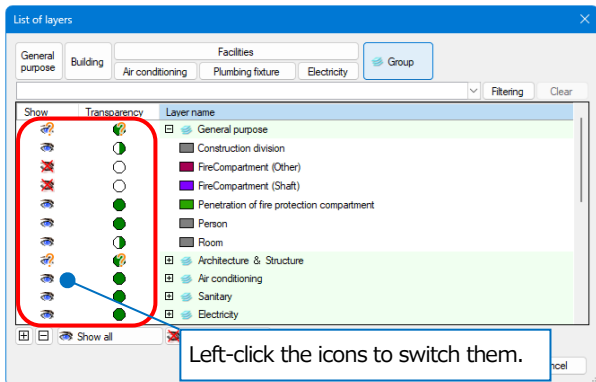 List of layers
General purpose
Building
Facilities
Air conditioning
Plumbing fixture
Electricity
Group
Filtering
Clear
Show Transparency Layer name
General purpose
Construction division
FireCompartment (Other)
FireCompartment (Shaft)
Penetration of fire protection compartment
Person
Room
Architecture & Structure
Air conditioning
Sanitary
Electricity
Show all
Left-click the icons to switch them.